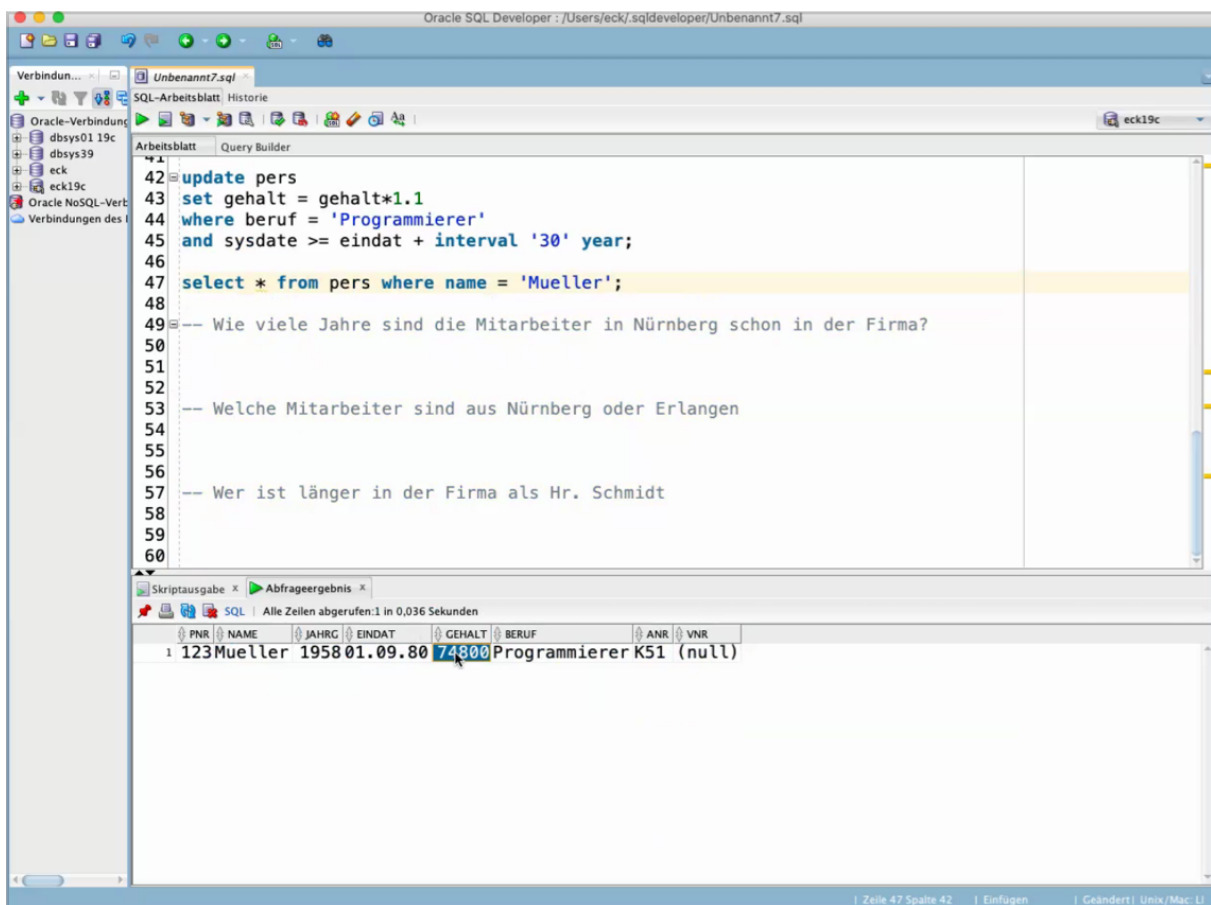 Oracle SQL Developer : /Users/eck/.sqldeveloper/Unbenannt7.sql
Verbindun...
Unbenannt7.sql
SQL-Arbeitsblatt Historie
Oracle-Verbindung
dbsys01 19c
dbsys39
eck
eck19c
Oracle NoSQL-Verb
Verbindungen des
eck19c
Arbeitsblatt Query Builder
41
42 update pers
43 set gehalt = gehalt*1.1
44 where beruf = 'Programmierer'
45 and sysdate >= eindat + interval '30' year;
46
47 select * from pers where name = 'Mueller';
48
49 -- Wie viele Jahre sind die Mitarbeiter in Nürnberg schon in der Firma?
50
51
52
53 -- Welche Mitarbeiter sind aus Nürnberg oder Erlangen
54
55
56
57 -- Wer ist länger in der Firma als Hr. Schmidt
58
59
60
Skriptausgabe x Abfrageergebnis x
SQL | Alle Zeilen abgerufen:1 in 0,036 Sekunden
PNR NAME JAHRG EINDAT GEHALT BERUF ANR VNR
1 123 Mueller 1958 01.09.80 74800 Programmierer K51 (null)
Zeile 47 Spalte 42 | Einfügen | Geändert | Unix/Mac: LI